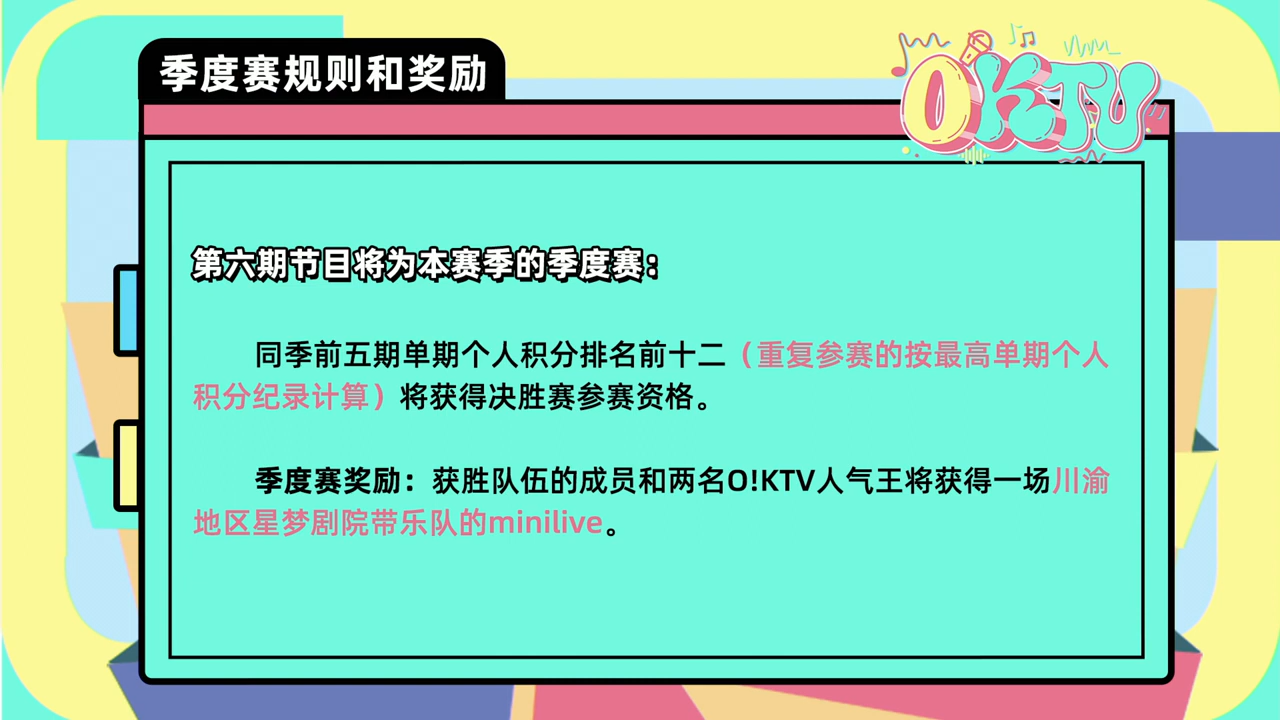 季度赛规则和奖励
OKTV
第六期节目将为本赛季的季度赛：
同季前五期单期个人积分排名前十二（重复参赛的按最高单期个人
积分纪录计算）将获得决胜赛参赛资格。
季度赛奖励：获胜队伍的成员和两名O!KTV人气王将获得一场川渝
地区星梦剧院带乐队的minilive。